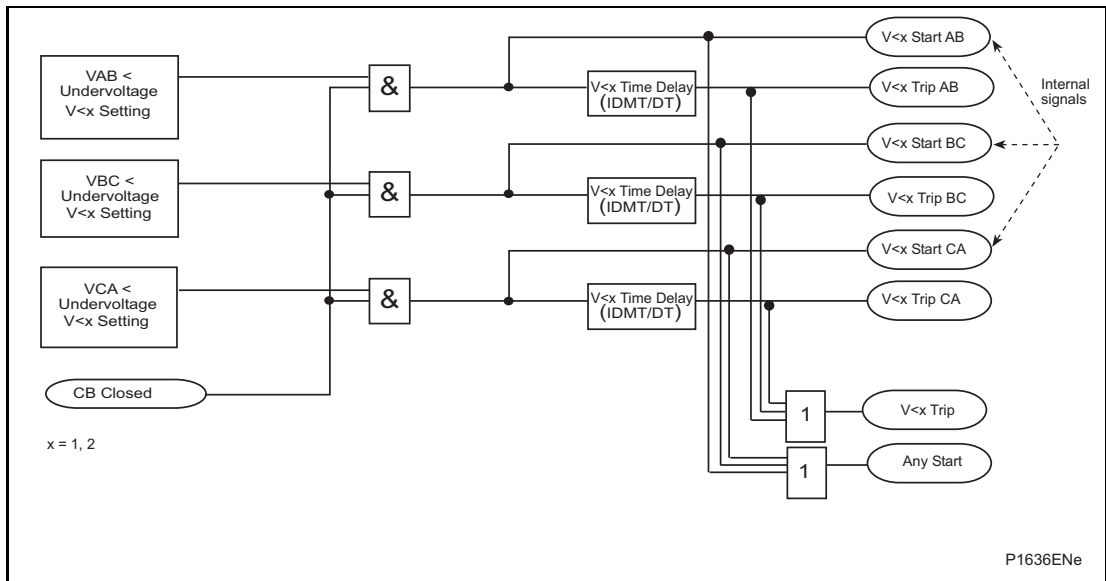 VAB <
Undervoltage
V<x Setting
&
V<x Start AB
V<x Time Delay
(IDMT/DT)
V<x Trip AB
Internal
signals
VBC <
Undervoltage
V<x Setting
&
V<x Start BC
V<x Time Delay
(IDMT/DT)
V<x Trip BC
VCA <
Undervoltage
V<x Setting
&
V<x Start CA
V<x Time Delay
(IDMT/DT)
V<x Trip CA
CB Closed
1
V<x Trip
x = 1, 2
1
Any Start
P1636ENe